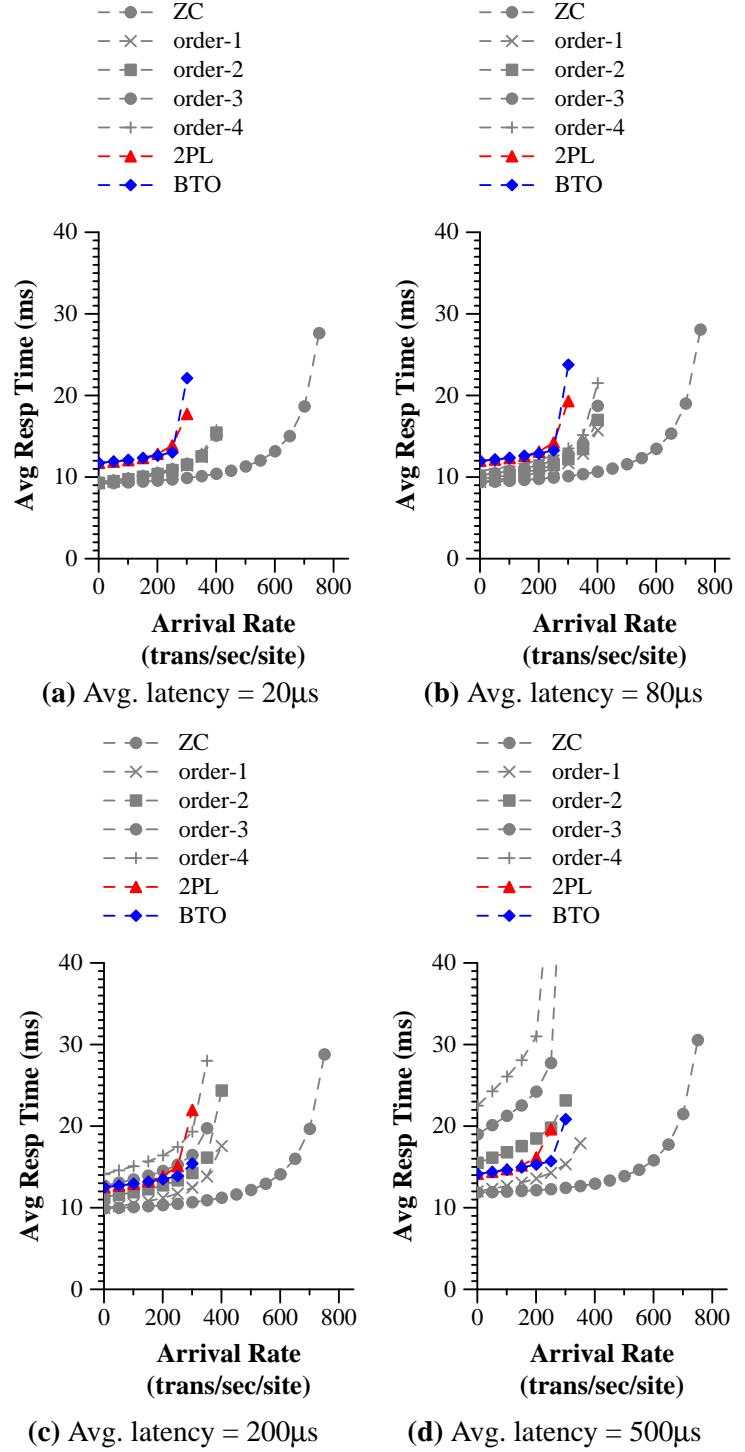 ZC
order-1
order-2
order-3
order-4
2PL
BTO
40
30
20
10
0
Avg Resp Time (ms)
0 200 400 600 800
Arrival Rate
(trans/sec/site)
(a) Avg. latency = 20µs
ZC
order-1
order-2
order-3
order-4
2PL
BTO
40
30
20
10
0
Avg Resp Time (ms)
0 200 400 600 800
Arrival Rate
(trans/sec/site)
(b) Avg. latency = 80µs
ZC
order-1
order-2
order-3
order-4
2PL
BTO
40
30
20
10
0
Avg Resp Time (ms)
0 200 400 600 800
Arrival Rate
(trans/sec/site)
(c) Avg. latency = 200µs
ZC
order-1
order-2
order-3
order-4
2PL
BTO
40
30
20
10
0
Avg Resp Time (ms)
0 200 400 600 800
Arrival Rate
(trans/sec/site)
(d) Avg. latency = 500µs